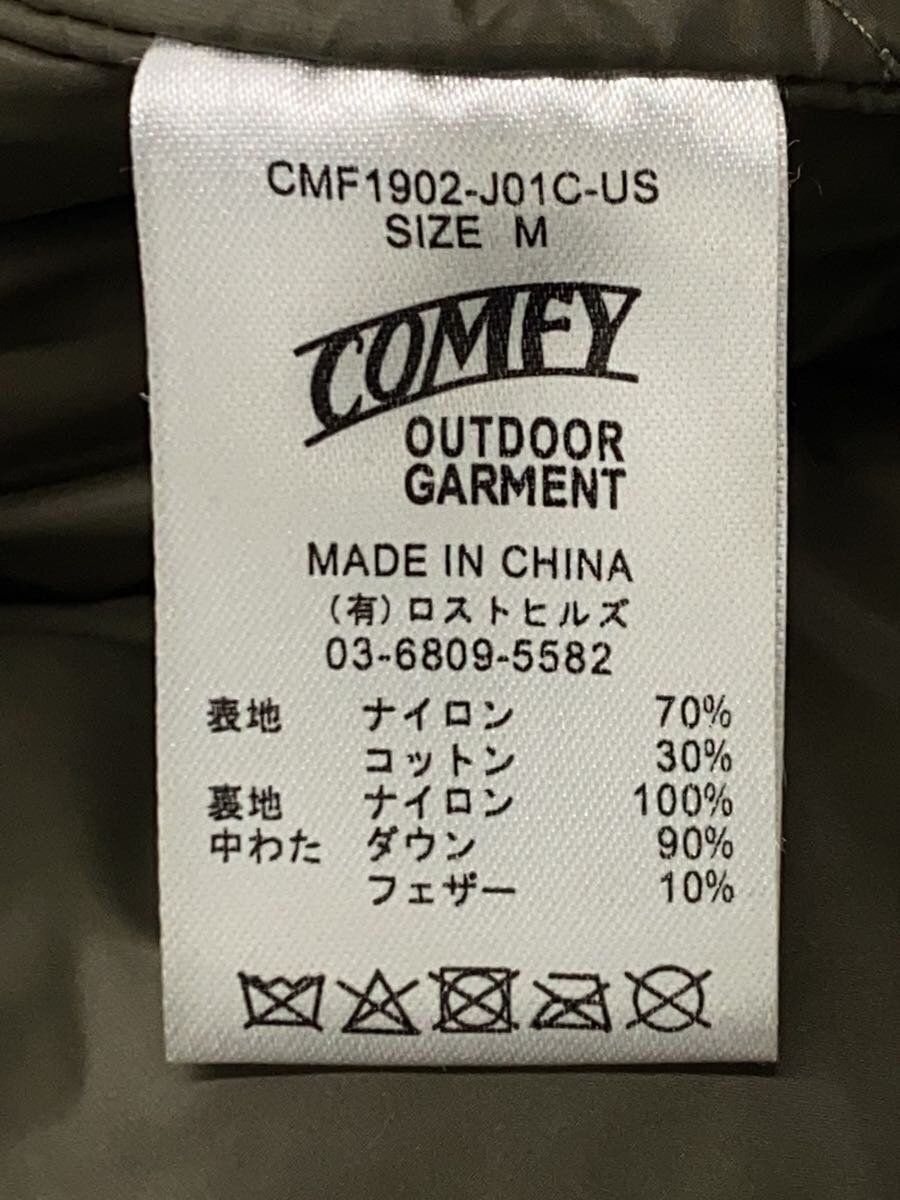 CMF1902-J01C-US
SIZE M
COMFY
OUTDOOR
GARMENT
MADE IN CHINA
(有)ロストヒルズ
03-6809-5582
表地 ナイロン 70%
コットン 30%
裏地 ナイロン 100%
中わた ダウン 90%
フェザー 10%